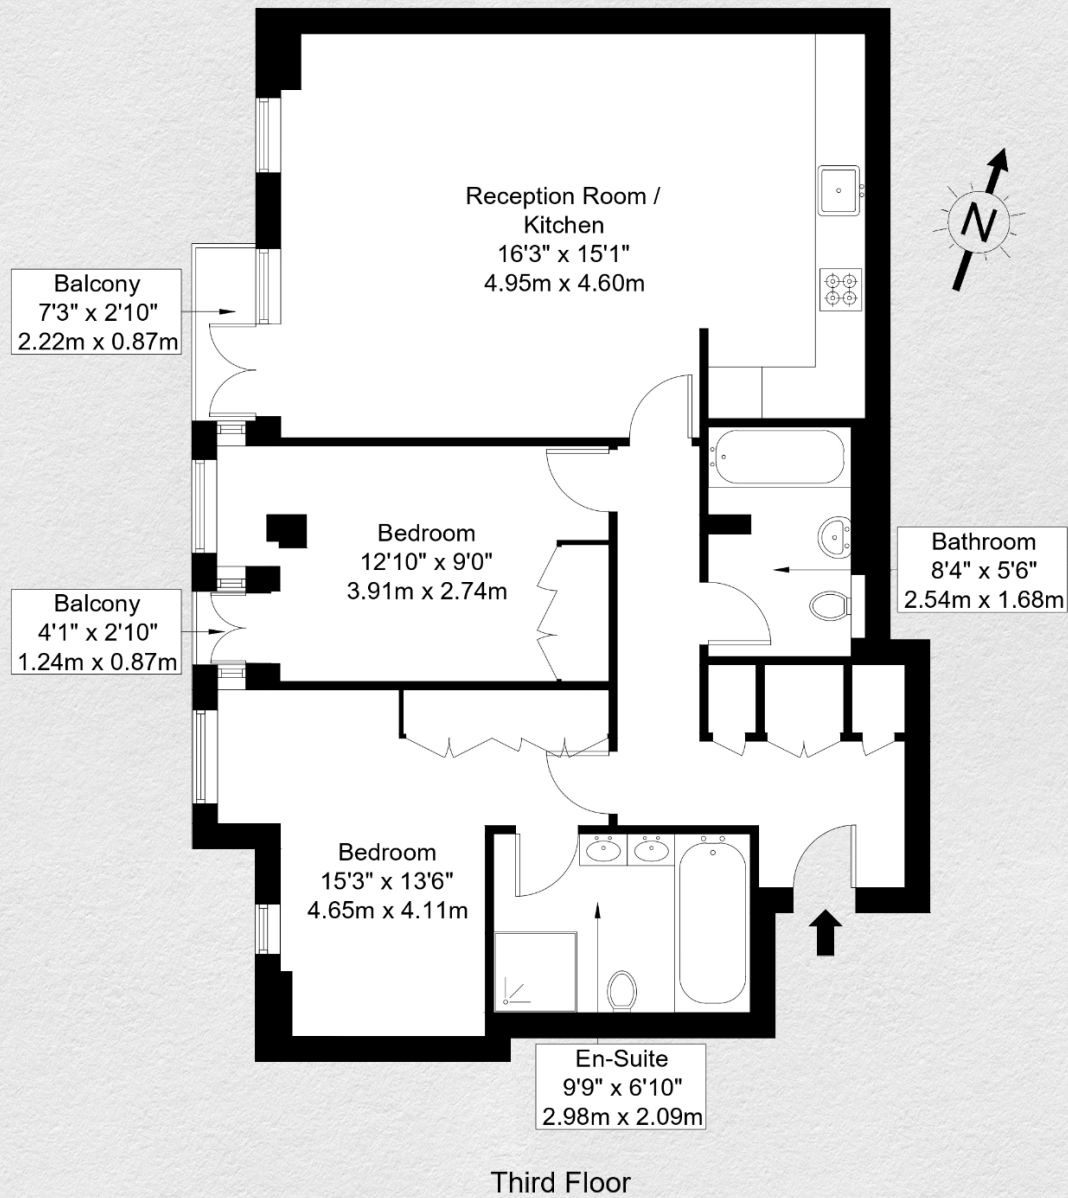 Reception Room /
Kitchen
16'3" x 15'1"
4.95m x 4.60m
N
Balcony
7'3" x 2'10"
2.22m x 0.87m
Bedroom
12'10" x 9'0"
3.91m x 2.74m
Bathroom
8'4" x 5'6"
2.54m x 1.68m
Balcony
4'1" x 2'10"
1.24m x 0.87m
Bedroom
15'3" x 13'6"
4.65m x 4.11m
En-Suite
9'9" x 6'10"
2.98m x 2.09m
Third Floor